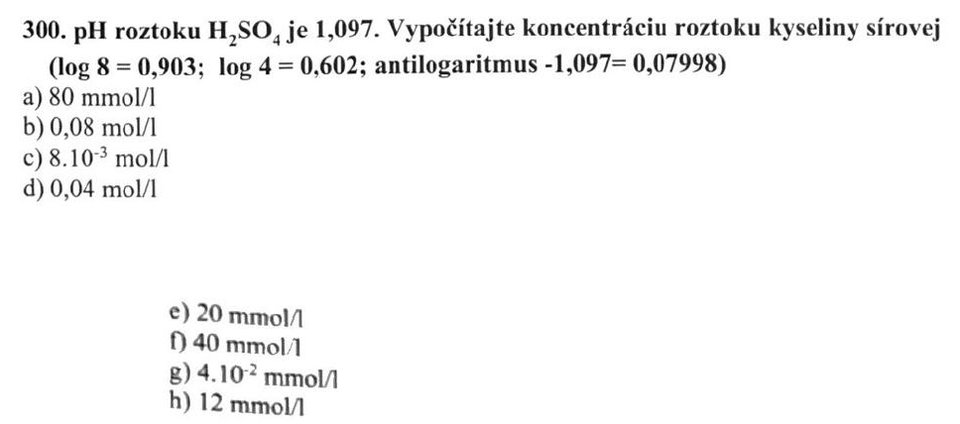 300. pH roztoku H₂SO₄ je 1,097. Vypočítajte koncentráciu roztoku kyseliny sírovej
(log 8 = 0,903; log 4 = 0,602; antilogaritmus -1,097= 0,07998)
a) 80 mmol/l
b) 0,08 mol/l
c) 8.10⁻³ mol/l
d) 0,04 mol/l
e) 20 mmol/l
f) 40 mmol/l
g) 4.10⁻² mmol/l
h) 12 mmol/l